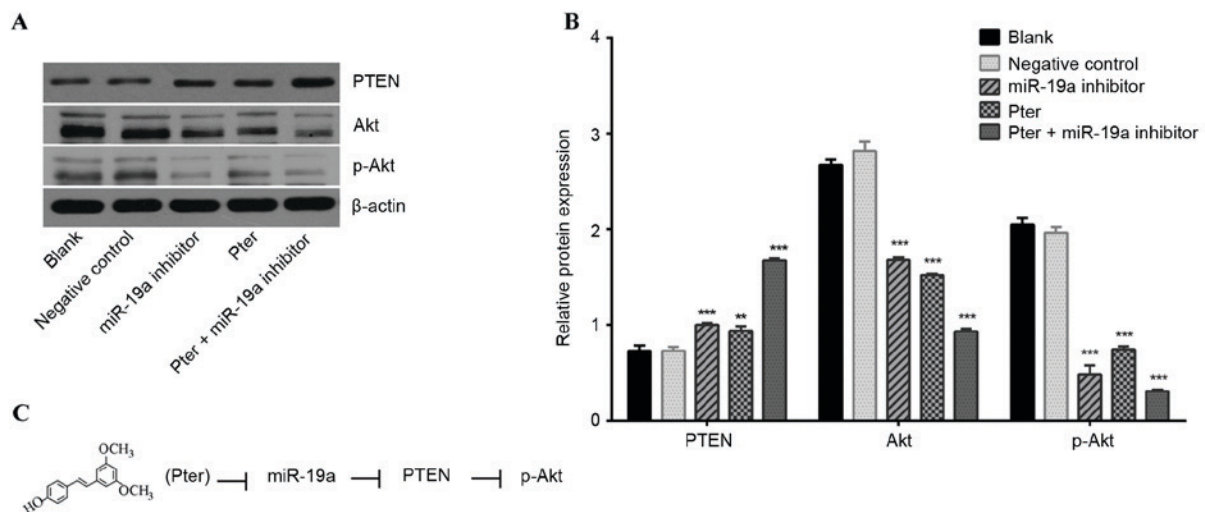 A
PTEN
Akt
p-Akt
β-actin
Blank
Negative control
miR-19a inhibitor
Pter
Pter + miR-19a inhibitor
B
Blank
Negative control
miR-19a inhibitor
Pter
Pter + miR-19a inhibitor
Relative protein expression
4
3
2
1
0
*** ** ***
*** *** ***
*** *** ***
PTEN Akt p-Akt
C
OCH3
OCH3
HO
(Pter) miR-19a PTEN p-Akt